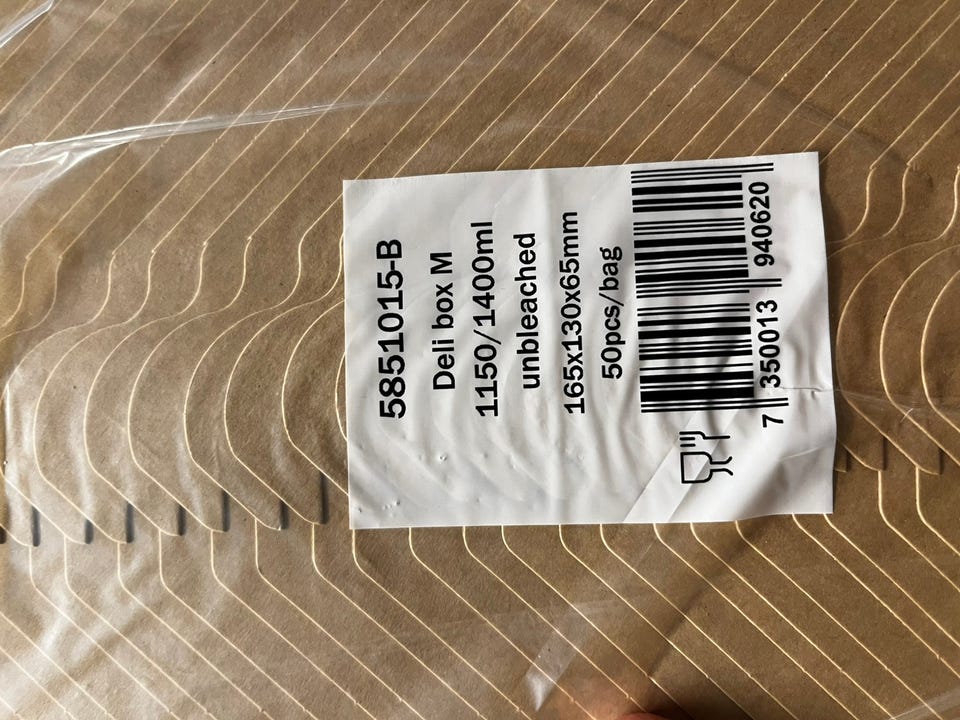 5851015-B
Deli box M
1150/1400ml
unbleached
165x130x65mm
50pcs/bag
7 350013 940620